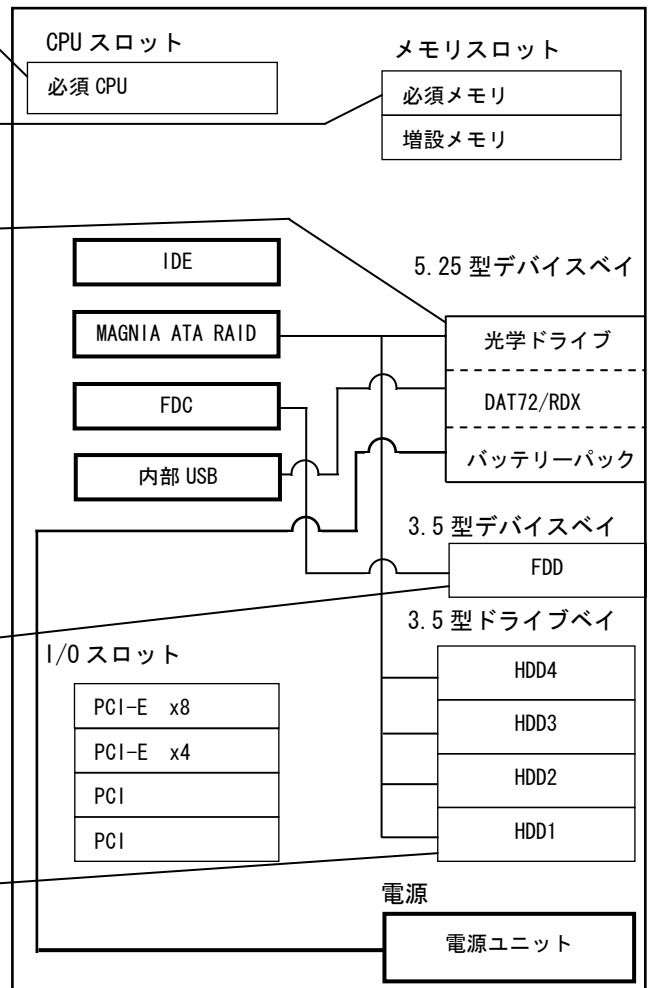 CPU スロット
必須 CPU
メモリスロット
必須メモリ
増設メモリ
IDE
MAGNIA ATA RAID
FDC
内部 USB
5.25 型デバイスベイ
光学ドライブ
DAT72/RDX
バッテリーパック
3.5 型デバイスベイ
FDD
3.5 型ドライブベイ
HDD4
HDD3
HDD2
HDD1
I/O スロット
PCI-E x8
PCI-E x4
PCI
PCI
電源
電源ユニット